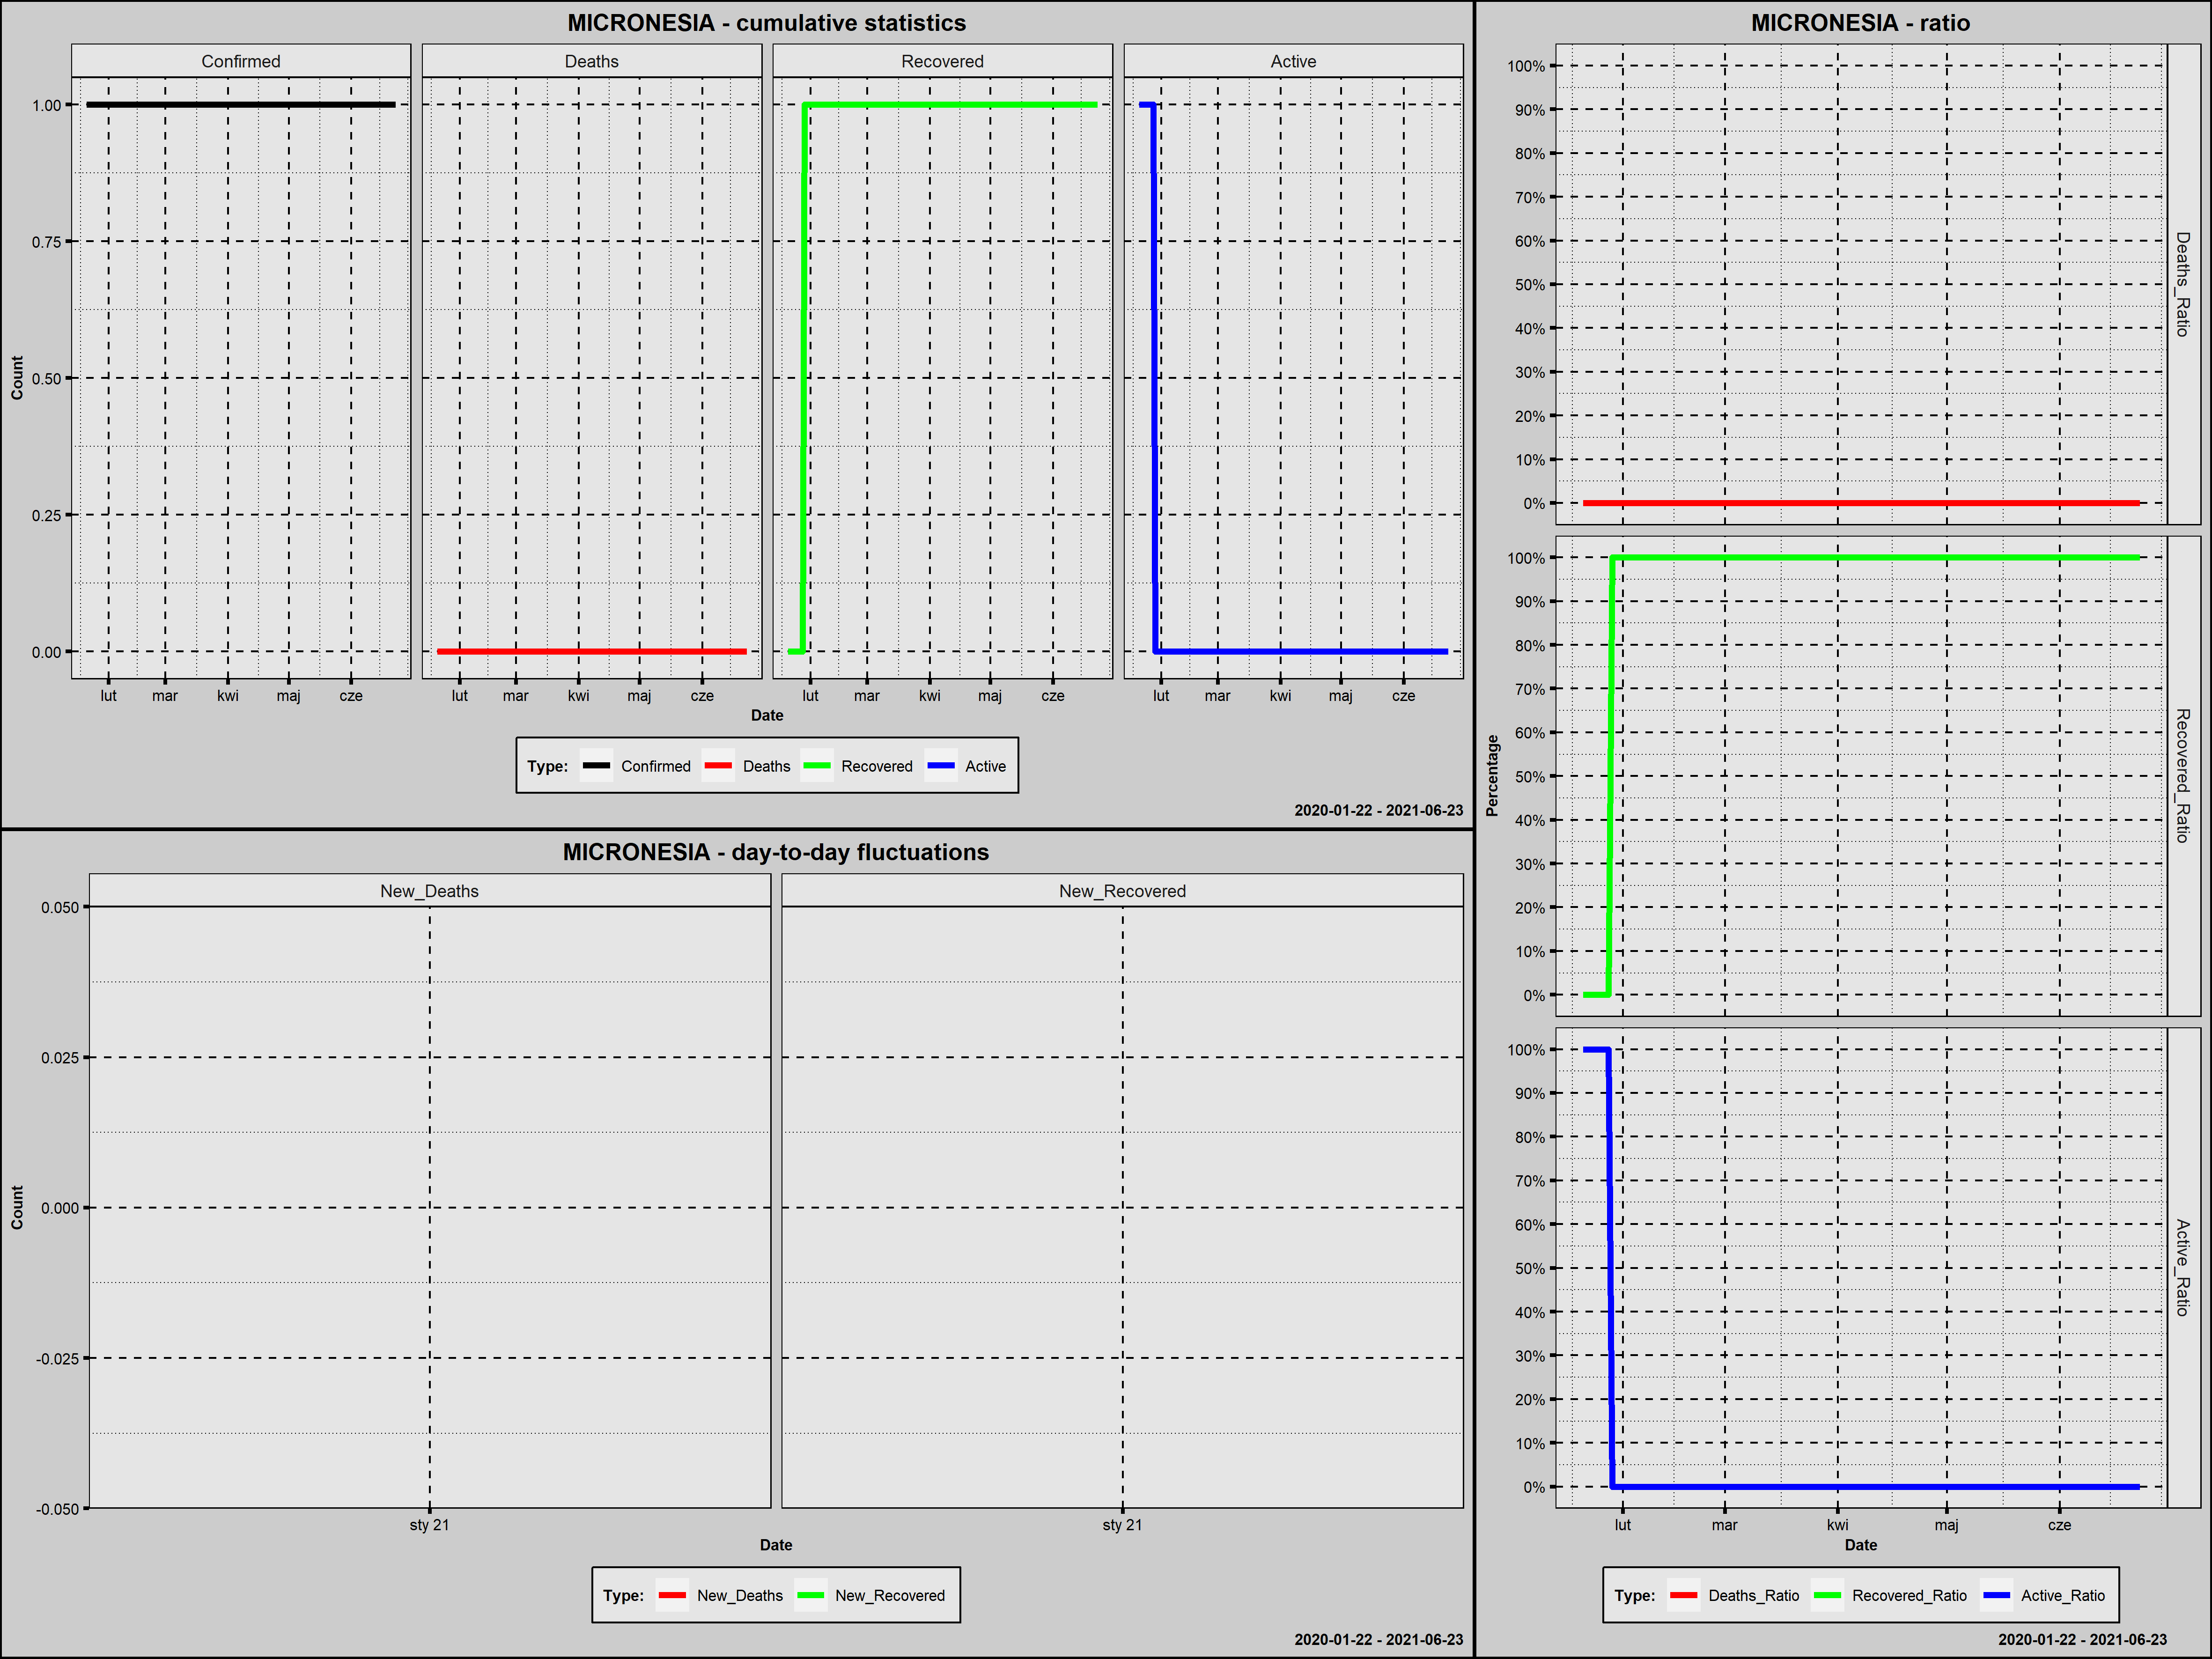 MICRONESIA - cumulative statistics
Confirmed Deaths Recovered Active
Count
1.00
0.75
0.50
0.25
0.00
lut mar kwi maj cze lut mar kwi maj cze lut mar kwi maj cze lut mar kwi maj cze
Date
Type: Confirmed Deaths Recovered Active
2020-01-22 - 2021-06-23
MICRONESIA - day-to-day fluctuations
New_Deaths New_Recovered
Count
0.050
0.025
0.000
-0.025
-0.050
sty 21 sty 21
Date
Type: New_Deaths New_Recovered
2020-01-22 - 2021-06-23
MICRONESIA - ratio
Percentage
100%
90%
80%
70%
60%
50%
40%
30%
20%
10%
0%
Deaths_Ratio
100%
90%
80%
70%
60%
50%
40%
30%
20%
10%
0%
Recovered_Ratio
100%
90%
80%
70%
60%
50%
40%
30%
20%
10%
0%
Active_Ratio
lut mar kwi maj cze
Date
Type: Deaths_Ratio Recovered_Ratio Active_Ratio
2020-01-22 - 2021-06-23